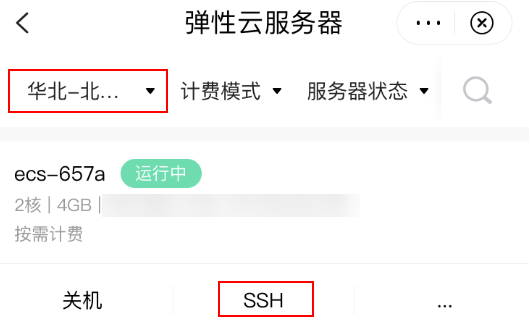 弹性云服务器
华北-北... 计费模式 服务器状态
ecs-657a 运行中
2核 | 4GB |
按需计费
关机 SSH ...